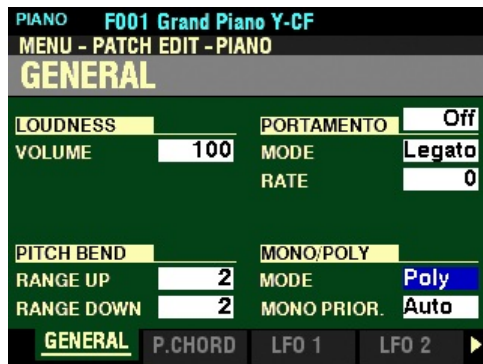 PIANO F001 Grand Piano Y-CF
MENU - PATCH EDIT - PIANO
GENERAL
LOUDNESS PORTAMENTO Off
VOLUME 100 MODE Legato
RATE 0
PITCH BEND MONO/POLY
RANGE UP 2 MODE Poly
RANGE DOWN 2 MONO PRIOR. Auto
GENERAL P.CHORD LFO 1 LFO 2